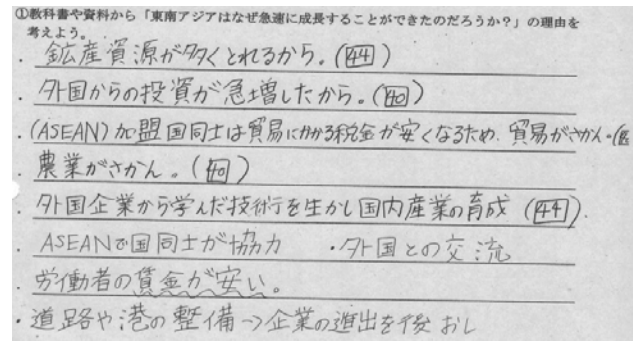 ①教科書や資料から「東南アジアはなぜ急速に成長することができたのだろうか？」の理由を
考えよう。
・鉱産資源が多くとれるから。(44)
・外国からの投資が急増したから。(40)
・(ASEAN)加盟国同士は貿易にかかる税金が安くなるため、貿易がさかん。(
・農業がさかん。(40)
・外国企業から学んだ技術を生かし国内産業の育成 (44).
・ASEANで国同士が協力 ・外国との交流
・労働者の賃金が安い。
・道路や港の整備→企業の進出を後おし